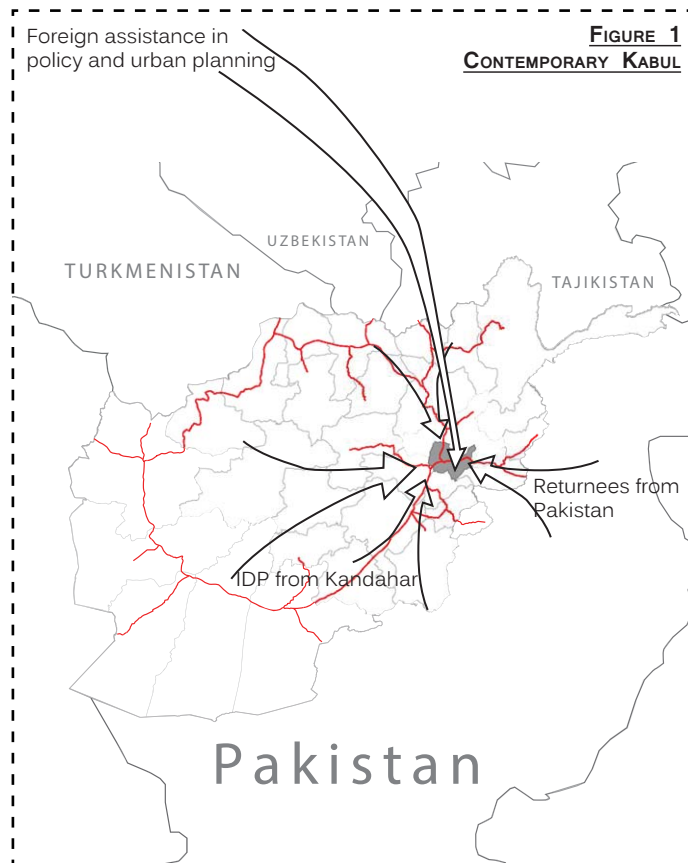 Foreign assistance in
policy and urban planning
FIGURE 1
CONTEMPORARY KABUL
UZBEKISTAN
TURKMENISTAN
TAJIKISTAN
Returnees from
Pakistan
IDP from Kandahar
Pakistan